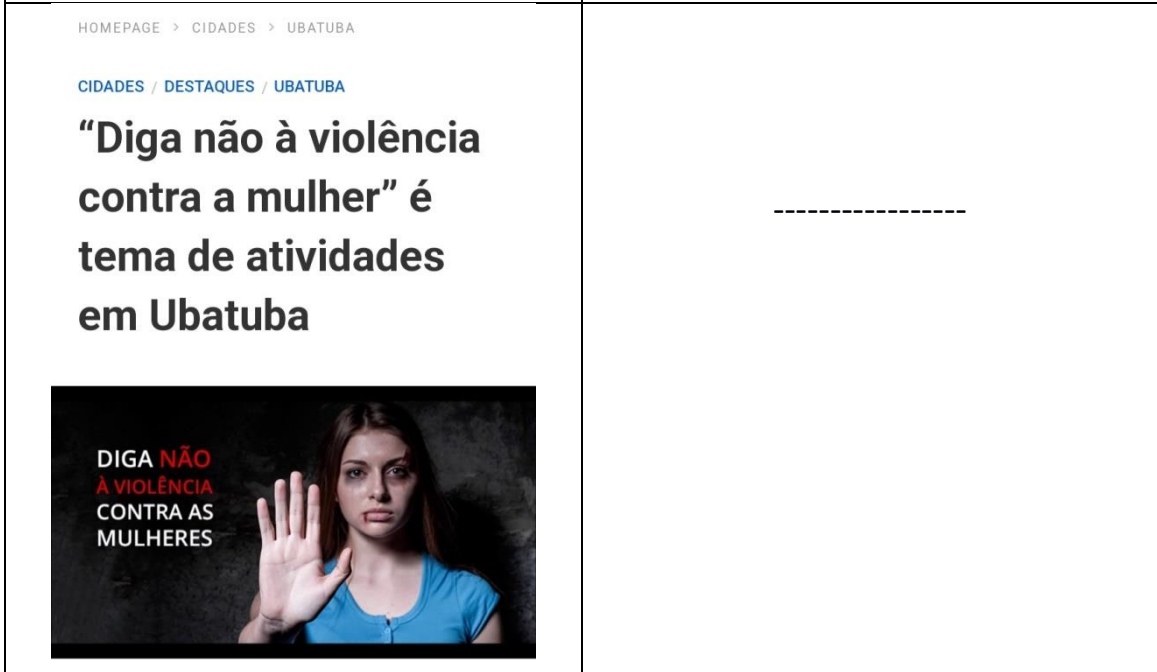 HOMEPAGE > CIDADES > UBATUBA
CIDADES / DESTAQUES / UBATUBA
“Diga não à violência
contra a mulher” é
tema de atividades
em Ubatuba
DIGA NÃO
À VIOLÊNCIA
CONTRA AS
MULHERES
-----------------